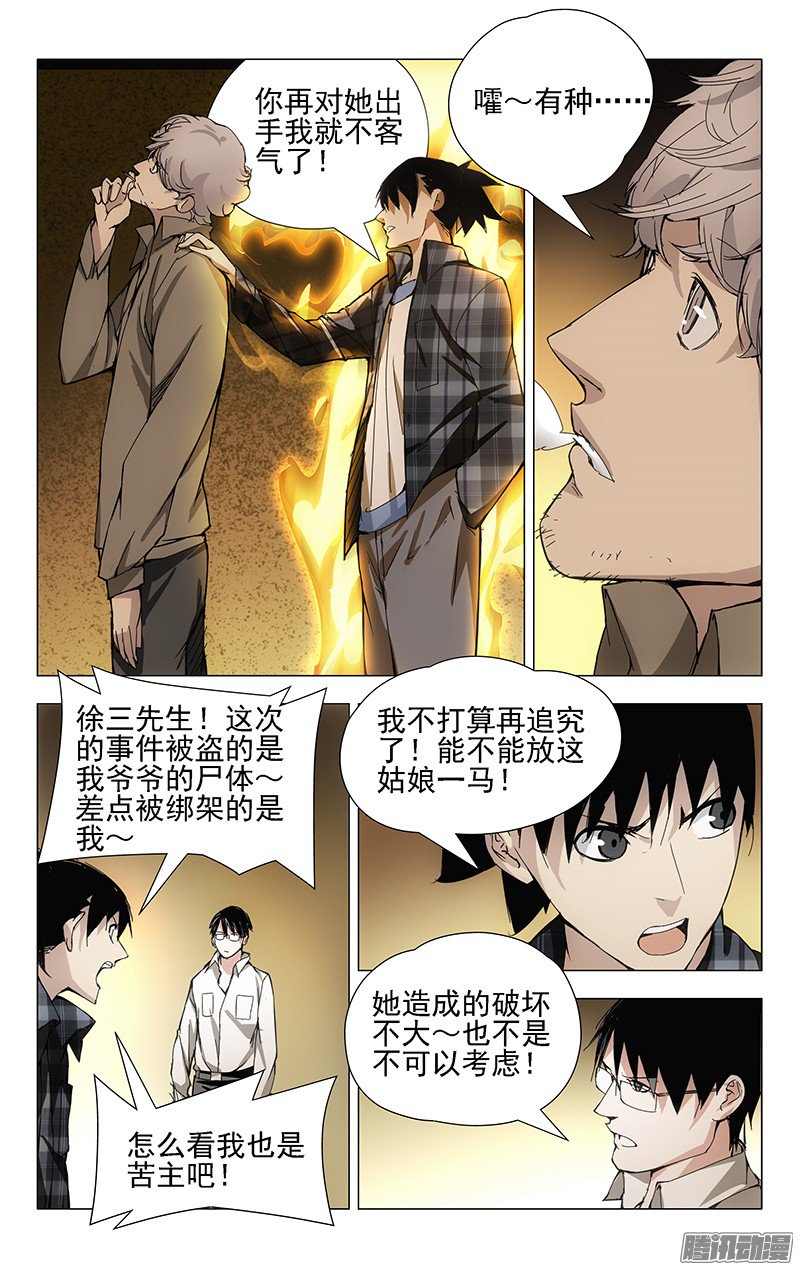 你再对她出
手我就不客
气了！
嚯～有种……
徐三先生！这次
的事件被盗的是
我爷爷的尸体～
差点被绑架的是
我～
怎么看我也是
苦主吧！
我不打算再追究
了！能不能放这
姑娘一马！
她造成的破坏
不大～也不是
不可以考虑！
腾讯动漫